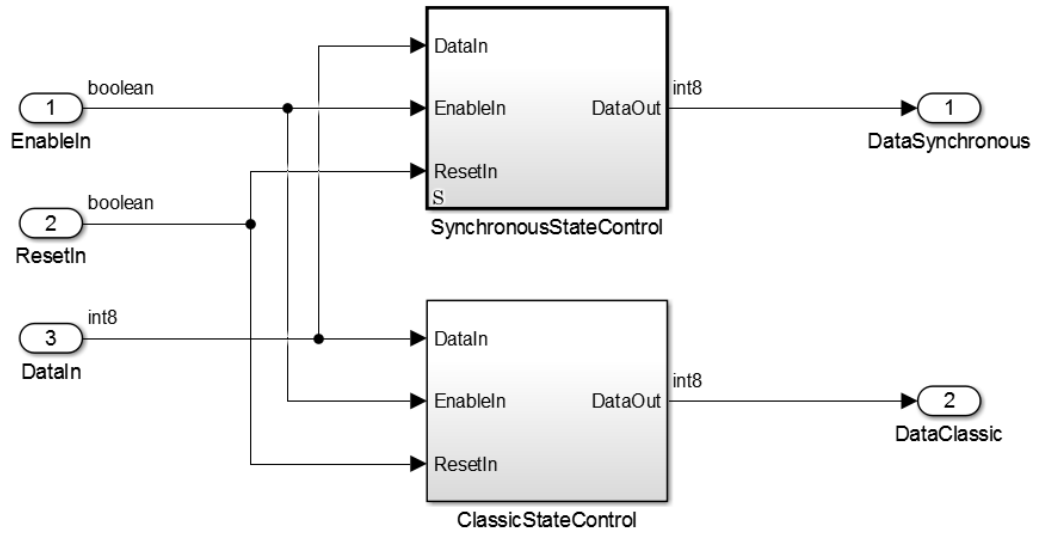 boolean
1
EnableIn
boolean
2
ResetIn
int8
3
DataIn
DataIn
EnableIn
ResetIn
S
DataOut
SynchronousStateControl
int8
1
DataSynchronous
DataIn
EnableIn
ResetIn
DataOut
ClassicStateControl
int8
2
DataClassic